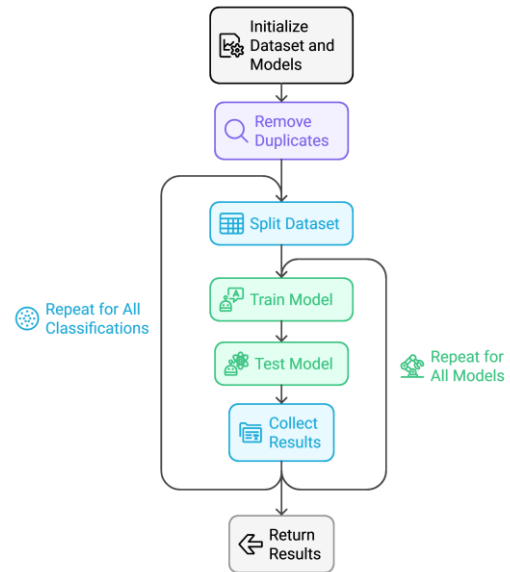 Initialize
Dataset and
Models
Remove
Duplicates
Split Dataset
Train Model
Repeat for All
Classifications
Test Model
Repeat for
All Models
Collect
Results
Return
Results